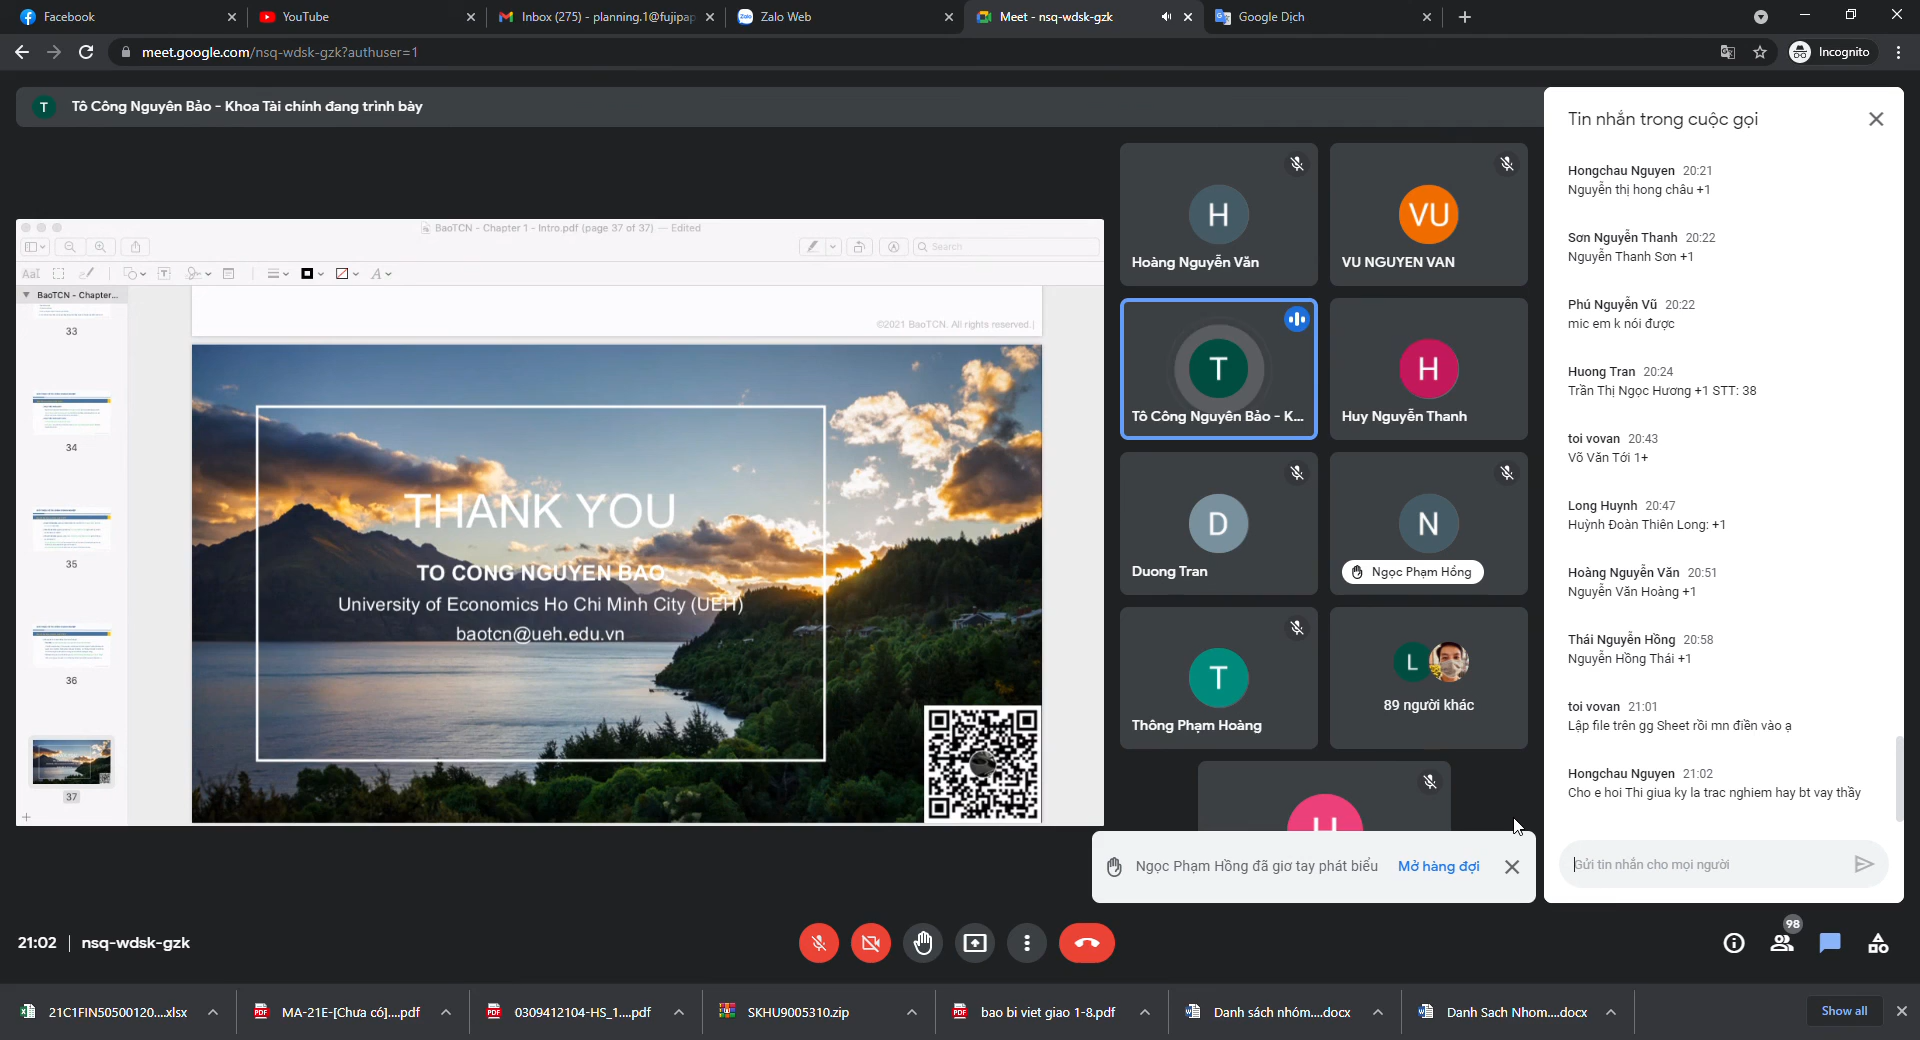 Facebook
YouTube
Inbox (275) - planning.1@fujipap
Zalo Web
Meet - nsq-wdsk-gzk
Google Dịch
meet.google.com/nsq-wdsk-gzk?authuser=1
Incognito
T
Tô Công Nguyên Bảo - Khoa Tài chính đang trình bày
BaoTCN - Chapter 1 - Intro.pdf (page 37 of 37) — Edited
Search
BaoTCN - Chapter...
33
34
35
36
37
©2021 BaoTCN. All rights reserved.|
THANK YOU
TO CONG NGUYEN BAO
University of Economics Ho Chi Minh City (UEH)
baotcn@ueh.edu.vn
H
Hoàng Nguyễn Văn
VU
VU NGUYEN VAN
T
Tô Công Nguyên Bảo - K...
H
Huy Nguyễn Thanh
D
Duong Tran
N
Ngọc Phạm Hồng
T
Thông Phạm Hoàng
L
89 người khác
H
Ngọc Phạm Hồng đã giơ tay phát biểu
Mở hàng đợi
Tin nhắn trong cuộc gọi
Hongchau Nguyen 20:21
Nguyễn thị hong châu +1
Sơn Nguyễn Thanh 20:22
Nguyễn Thanh Sơn +1
Phú Nguyễn Vũ 20:22
mic em k nói được
Huong Tran 20:24
Trần Thị Ngọc Hương +1 STT: 38
toi vovan 20:43
Võ Văn Tới 1+
Long Huynh 20:47
Huỳnh Đoàn Thiên Long: +1
Hoàng Nguyễn Văn 20:51
Nguyễn Văn Hoàng +1
Thái Nguyễn Hồng 20:58
Nguyễn Hồng Thái +1
toi vovan 21:01
Lập file trên gg Sheet rồi mn điền vào ạ
Hongchau Nguyen 21:02
Cho e hoi Thi giua ky la trac nghiem hay bt vay thầy
Gửi tin nhắn cho mọi người
21:02 | nsq-wdsk-gzk
98
21C1FIN50500120....xlsx
MA-21E-[Chưa có]....pdf
0309412104-HS_1....pdf
SKHU9005310.zip
bao bi viet giao 1-8.pdf
Danh sách nhóm....docx
Danh Sach Nhom....docx
Show all